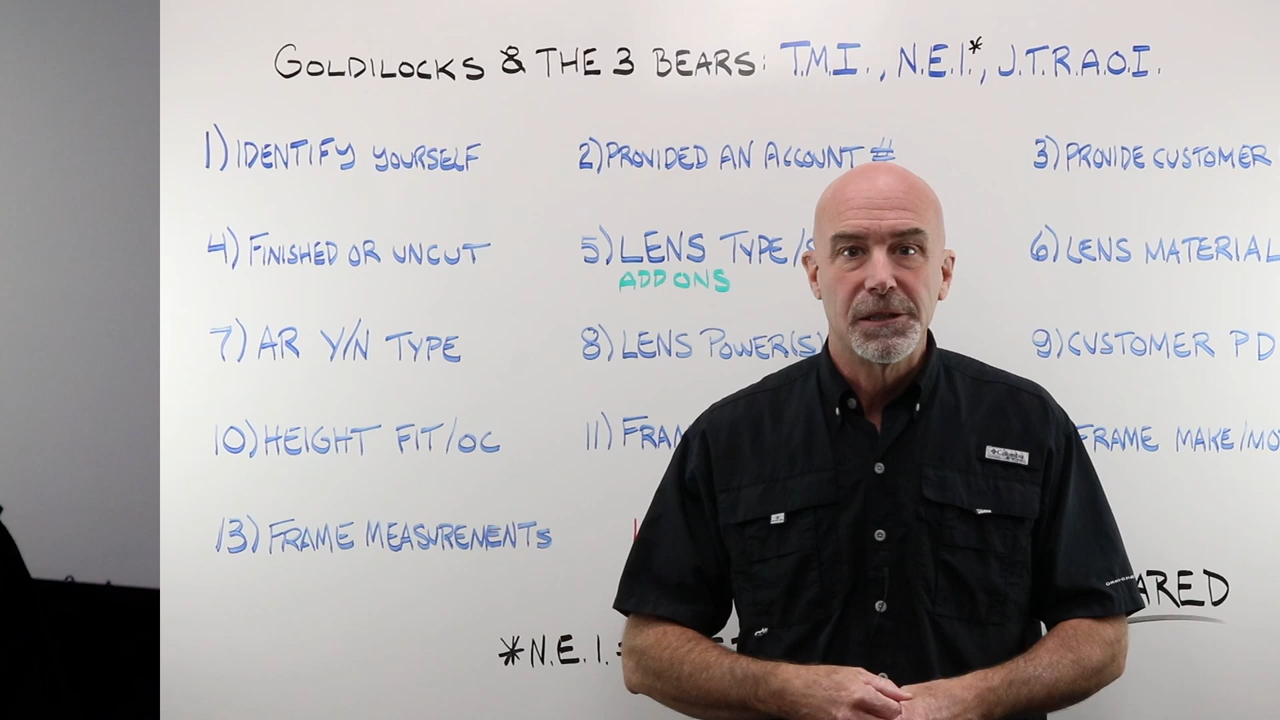 GOLDILOCKS & THE 3 BEARS: T.M.I., N.E.I.*, J.T.R.A.O.I.
1) IDENTIFY YOURSELF
2) PROVIDED AN ACCOUNT #
3) PROVIDE CUSTOMER
4) FINISHED OR UNCUT
5) LENS TYPE/
ADD ONS
6) LENS MATERIAL
7) AR Y/N TYPE
8) LENS POWER(S)
9) CUSTOMER PD
10) HEIGHT FIT/OC
11) FRAM
FRAME MAKE/MO
13) FRAME MEASUREMENTS
Columbia
ARED
*N.E.I. =